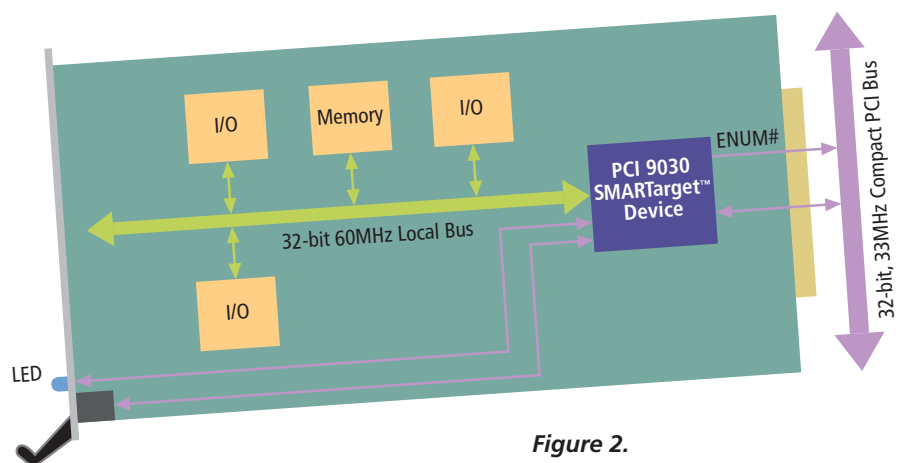 I/O
Memory
I/O
ENUM#
PCI 9030
SMARTarget™
Device
32-bit 60MHz Local Bus
I/O
LED
32-bit, 33MHz Compact PCI Bus
Figure 2.